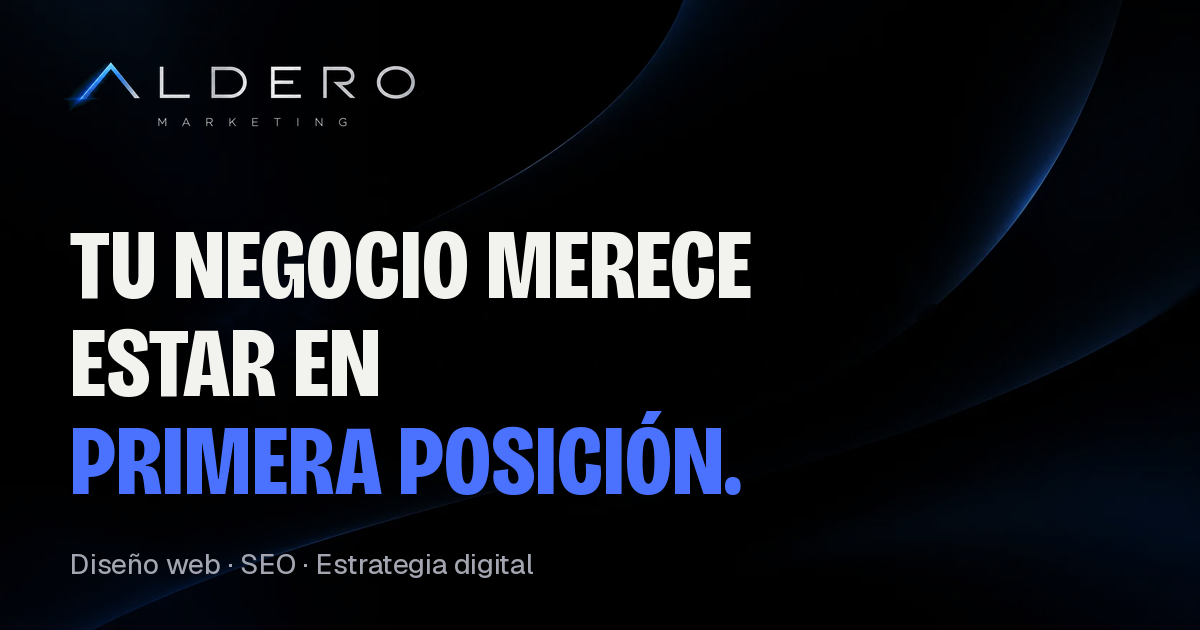 ALDERO
MARKETING
TU NEGOCIO MERECE
ESTAR EN
PRIMERA POSICIÓN.
Diseño web · SEO · Estrategia digital